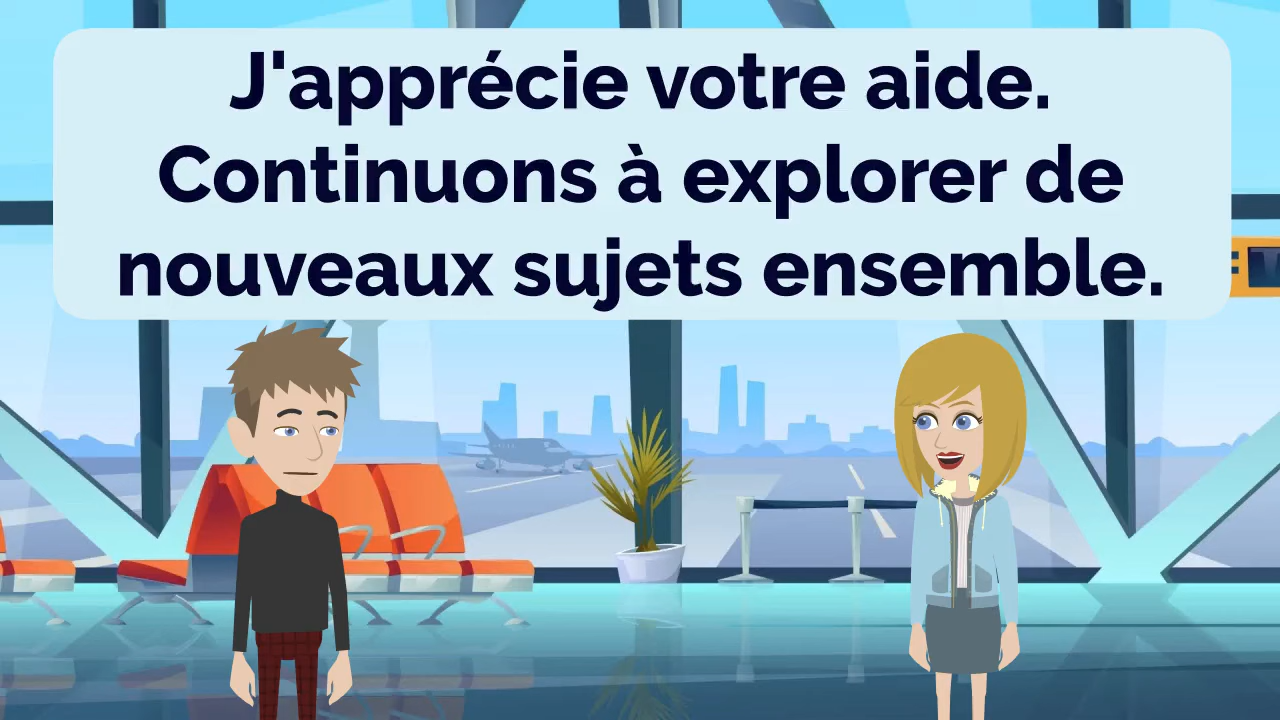 J'apprécie votre aide.
Continuons à explorer de
nouveaux sujets ensemble.